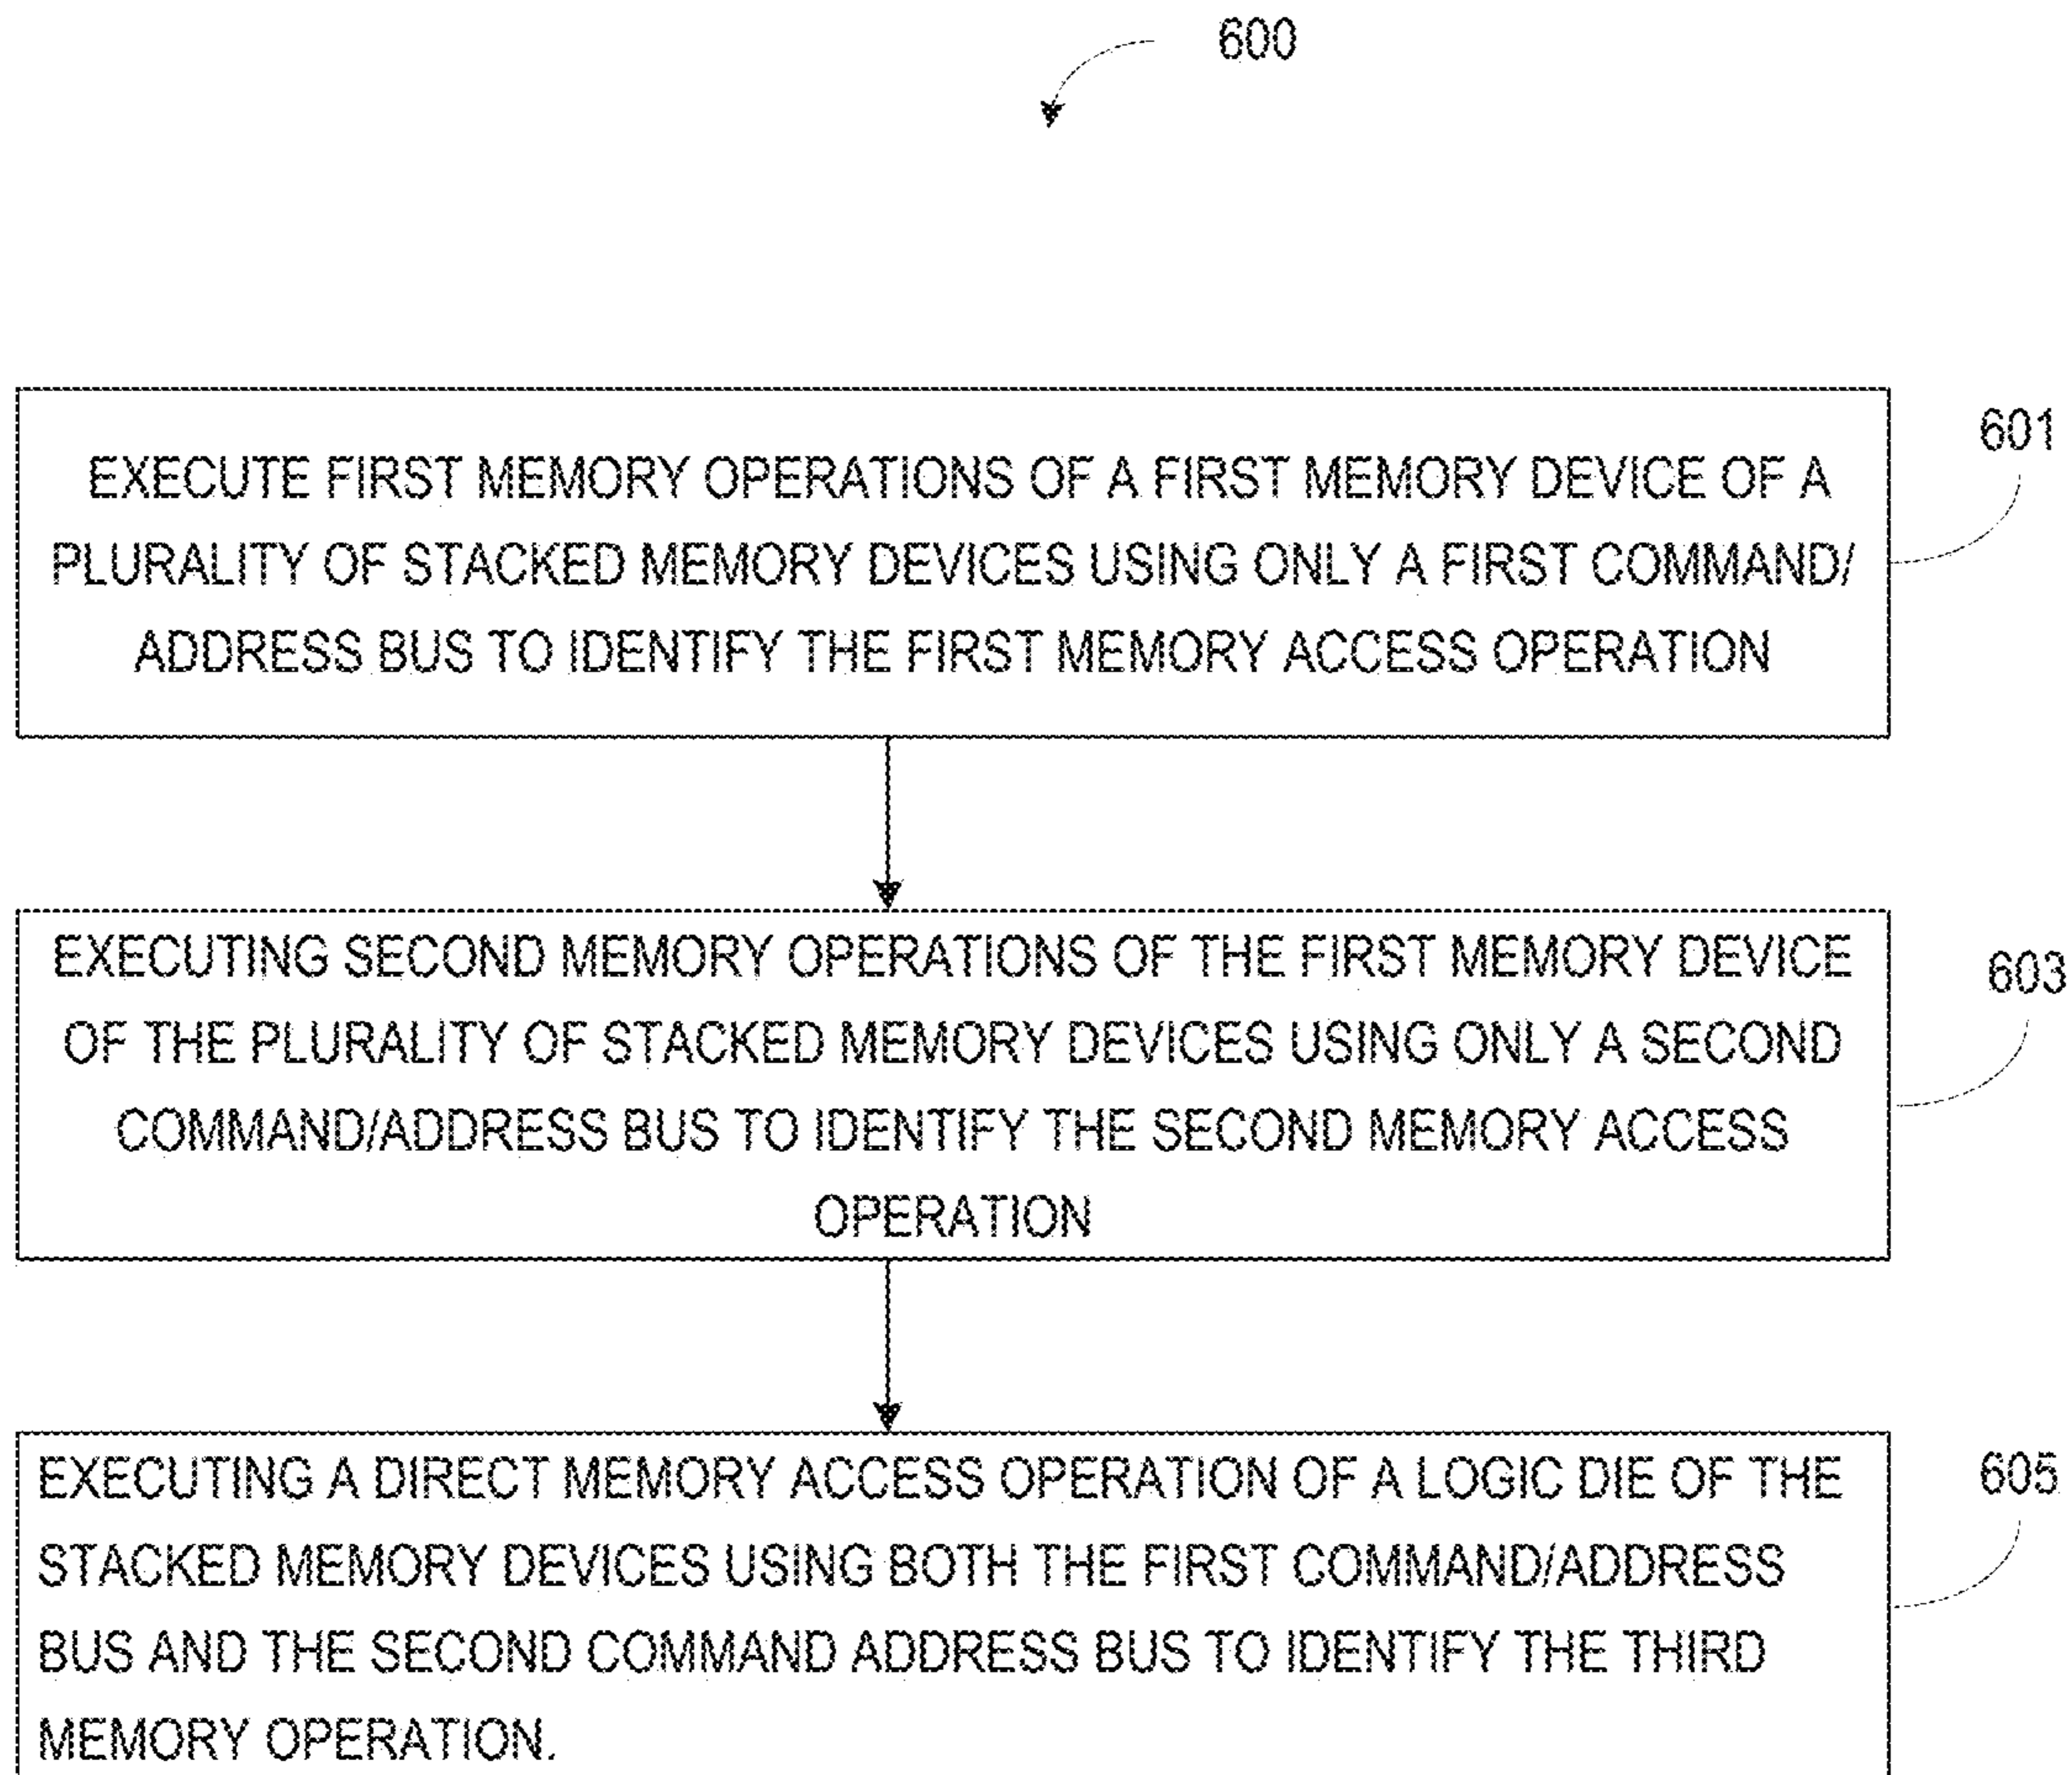 600
601
EXECUTE FIRST MEMORY OPERATIONS OF A FIRST MEMORY DEVICE OF A
PLURALITY OF STACKED MEMORY DEVICES USING ONLY A FIRST COMMAND/
ADDRESS BUS TO IDENTIFY THE FIRST MEMORY ACCESS OPERATION
603
EXECUTING SECOND MEMORY OPERATIONS OF THE FIRST MEMORY DEVICE
OF THE PLURALITY OF STACKED MEMORY DEVICES USING ONLY A SECOND
COMMAND/ADDRESS BUS TO IDENTIFY THE SECOND MEMORY ACCESS
OPERATION
605
EXECUTING A DIRECT MEMORY ACCESS OPERATION OF A LOGIC DIE OF THE
STACKED MEMORY DEVICES USING BOTH THE FIRST COMMAND/ADDRESS
BUS AND THE SECOND COMMAND ADDRESS BUS TO IDENTIFY THE THIRD
MEMORY OPERATION.